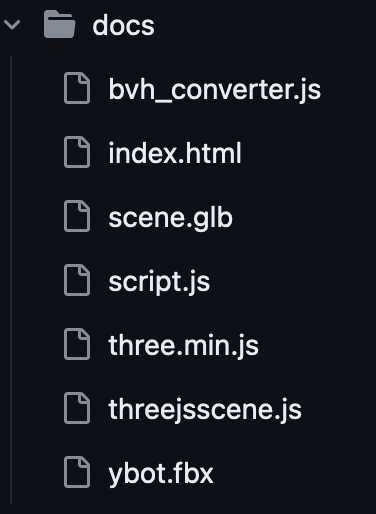 docs
bvh_converter.js
index.html
scene.glb
script.js
three.min.js
threejsscene.js
ybot.fbx